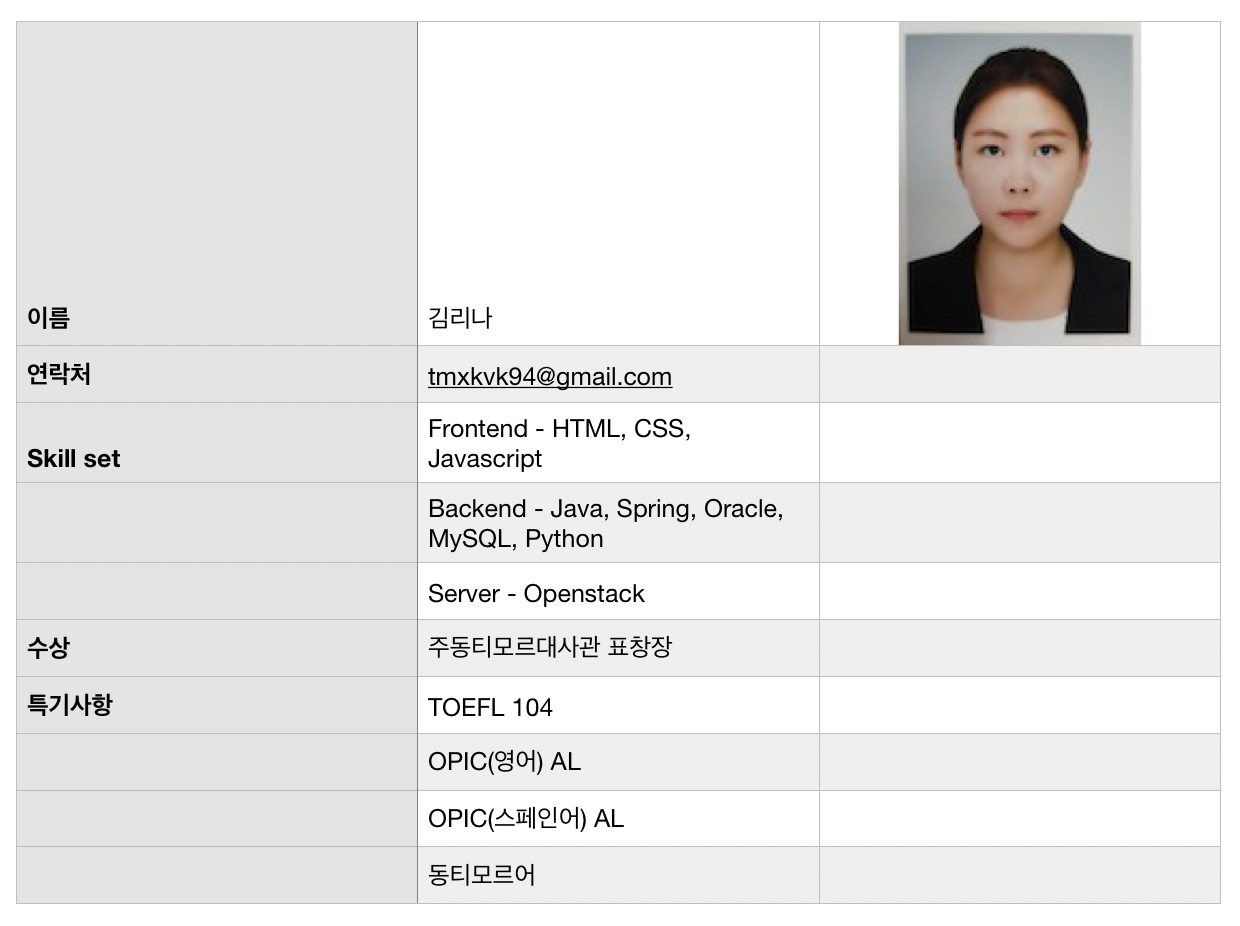 이름
김리나
연락처
tmxkvk94@gmail.com
Skill set
Frontend - HTML, CSS,
Javascript
Backend - Java, Spring, Oracle,
MySQL, Python
Server - Openstack
수상
주동티모르대사관 표창장
특기사항
TOEFL 104
OPIC(영어) AL
OPIC(스페인어) AL
동티모르어